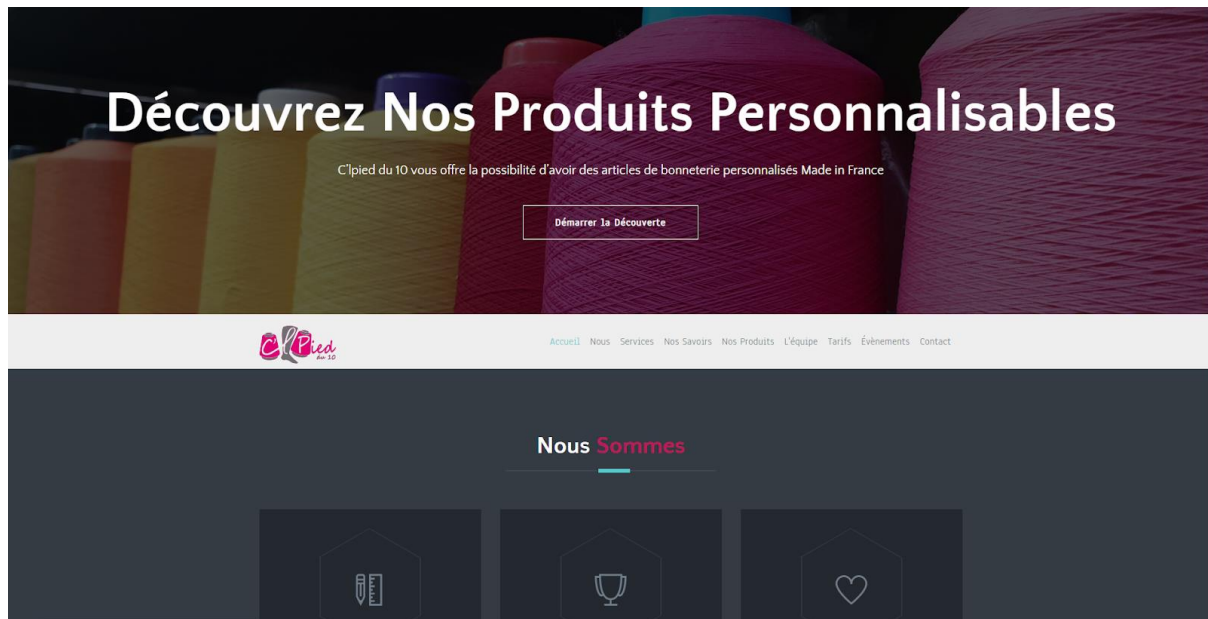 Découvrez Nos Produits Personnalisables
C'lpied du 10 vous offre la possibilité d'avoir des articles de bonneterie personnalisés Made in France
Démarrer la Découverte
C'lPied
du 10
Accueil Nous Services Nos Savoirs Nos Produits L'équipe Tarifs Évènements Contact
Nous Sommes